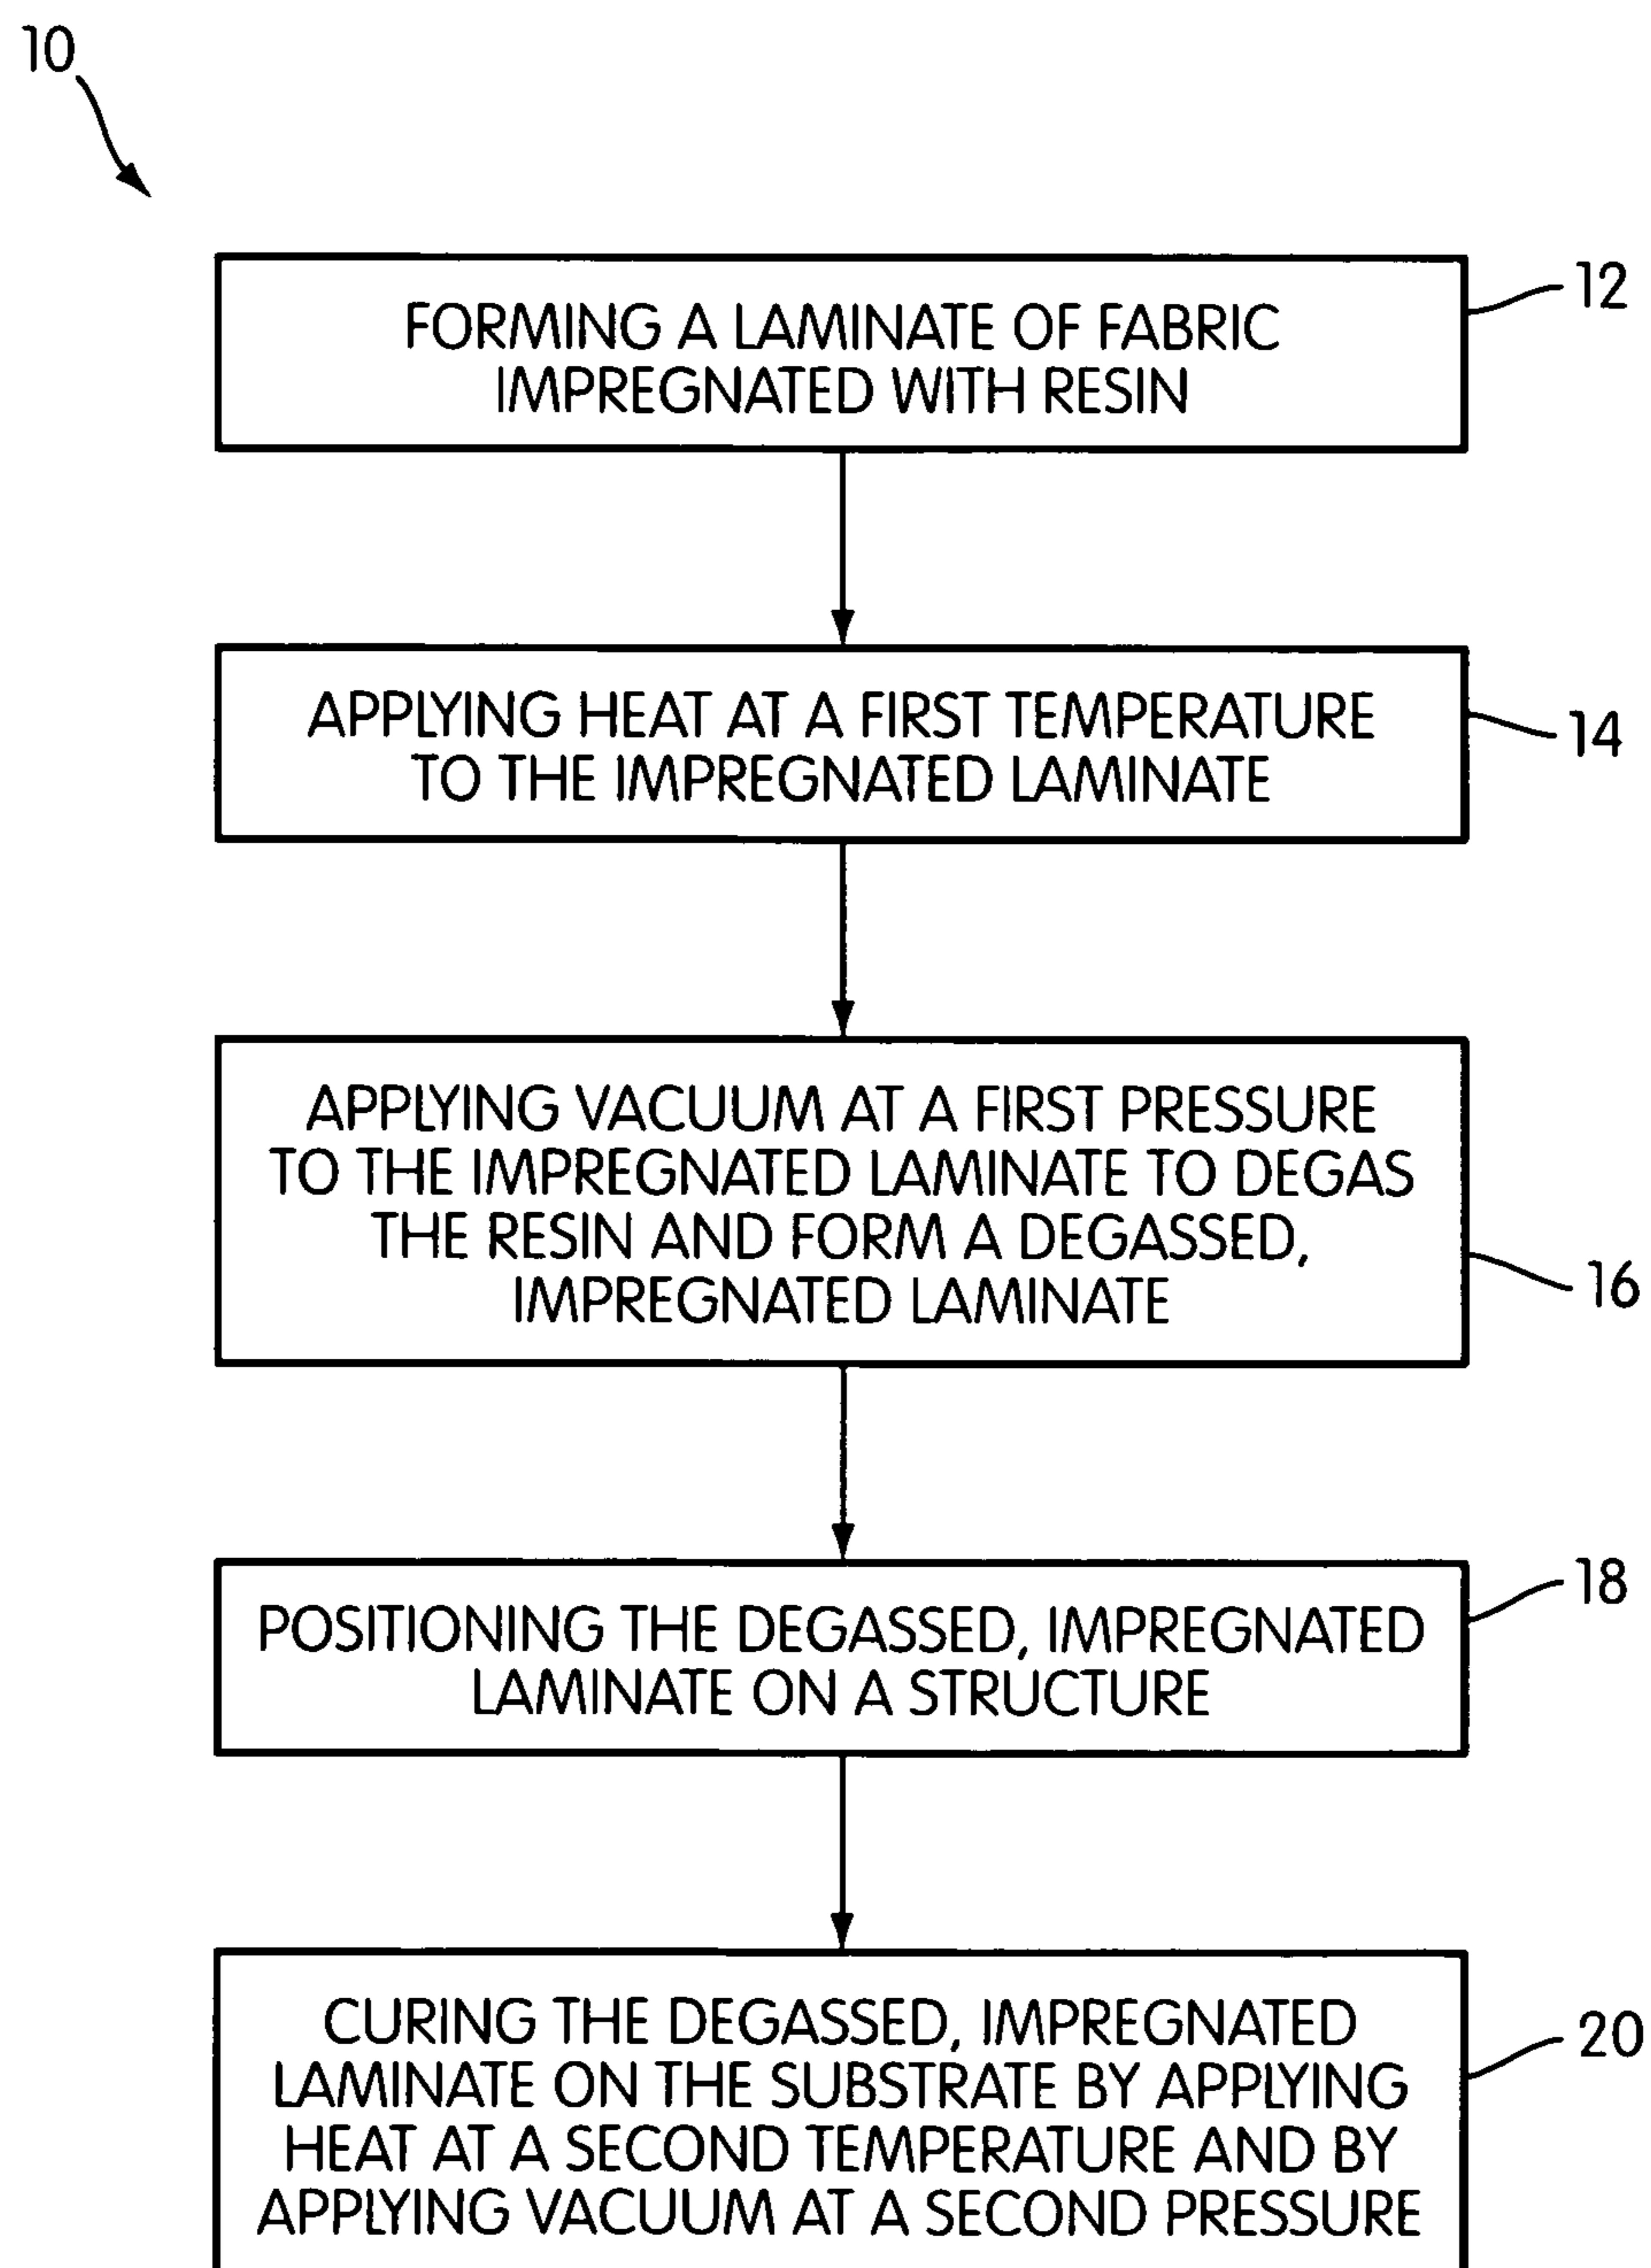 10
FORMING A LAMINATE OF FABRIC
IMPREGNATED WITH RESIN
12
APPLYING HEAT AT A FIRST TEMPERATURE
TO THE IMPREGNATED LAMINATE
14
APPLYING VACUUM AT A FIRST PRESSURE
TO THE IMPREGNATED LAMINATE TO DEGAS
THE RESIN AND FORM A DEGASSED,
IMPREGNATED LAMINATE
16
POSITIONING THE DEGASSED, IMPREGNATED
LAMINATE ON A STRUCTURE
18
CURING THE DEGASSED, IMPREGNATED
LAMINATE ON THE SUBSTRATE BY APPLYING
HEAT AT A SECOND TEMPERATURE AND BY
APPLYING VACUUM AT A SECOND PRESSURE
20